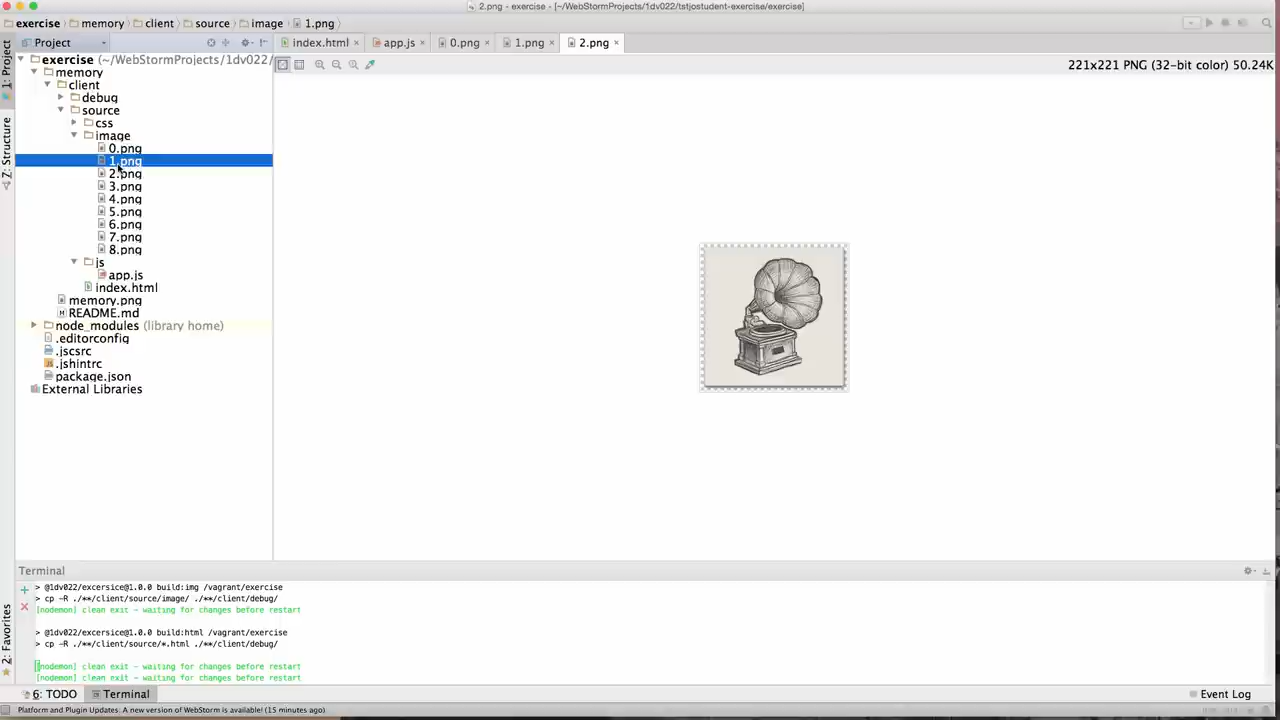 2.png - exercise - [~/WebStormProjects/1dv022/tstjostudent-exercise/exercise]
exercise memory client source image 1.png
Project
index.html app.js 0.png 1.png 2.png
221x221 PNG (32-bit color) 50.24K
1: Project
Z: Structure
2: Favorites
exercise (~/WebStormProjects/1dv022/
memory
client
debug
source
css
image
0.png
1.png
2.png
3.png
4.png
5.png
6.png
7.png
8.png
js
app.js
index.html
memory.png
README.md
node_modules (library home)
.editorconfig
.jscsrc
.jshintrc
package.json
External Libraries
Terminal
> @1dv022/excersice@1.0.0 build:img /vagrant/exercise
> cp -R ./**/client/source/image/ ./**/client/debug/
[nodemon] clean exit - waiting for changes before restart
> @1dv022/excersice@1.0.0 build:html /vagrant/exercise
> cp -R ./**/client/source/*.html ./**/client/debug/
[nodemon] clean exit - waiting for changes before restart
[nodemon] clean exit - waiting for changes before restart
6: TODO Terminal Event Log
Platform and Plugin Updates: A new version of WebStorm is available! (15 minutes ago)